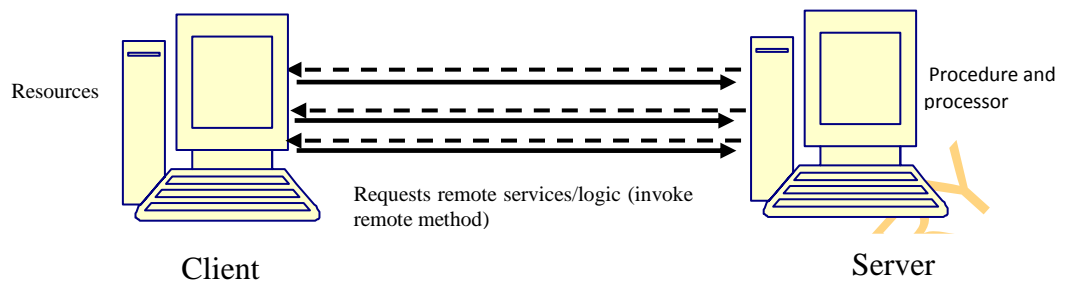 Resources
Procedure and
processor
Requests remote services/logic (invoke
remote method)
Client
Server